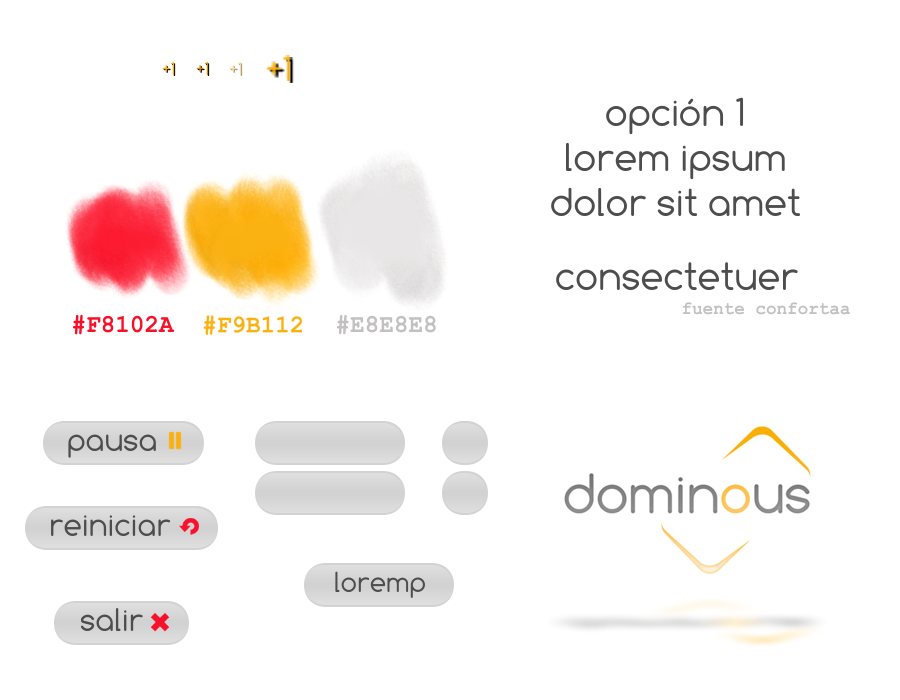 +1 +1 +1 +1
opción 1
lorem ipsum
dolor sit amet
consectetuer
fuente confortaa
#F8102A #F9B112 #E8E8E8
pausa
reiniciar
salir
loremp
dominous